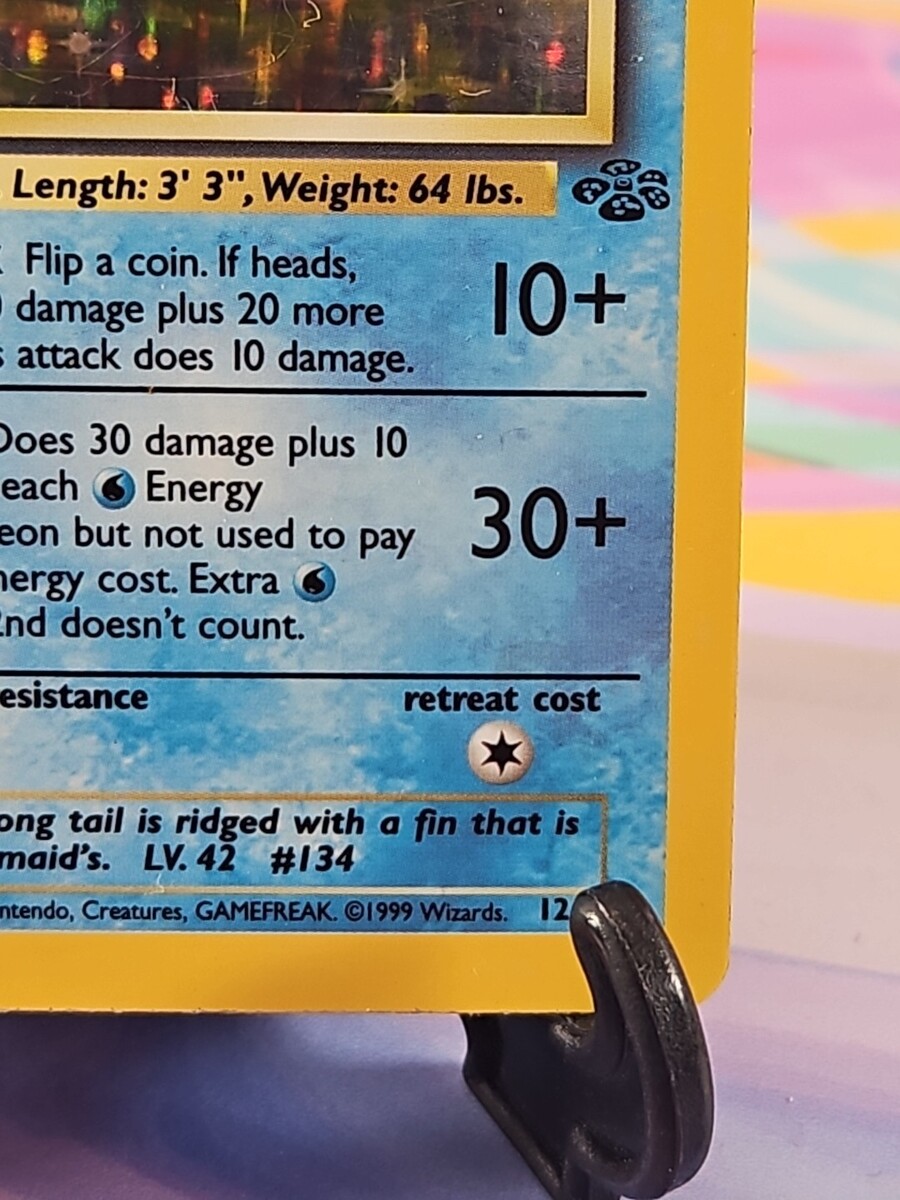 Length: 3' 3", Weight: 64 lbs.
Flip a coin. If heads,
damage plus 20 more
10+
attack does 10 damage.
Does 30 damage plus 10
each Energy
eon but not used to pay
30+
nergy cost. Extra
2nd doesn't count.
esistance retreat cost
ong tail is ridged with a fin that is
maid's. LV. 42 #134
ntendo, Creatures, GAMEFREAK. ©1999 Wizards. 12